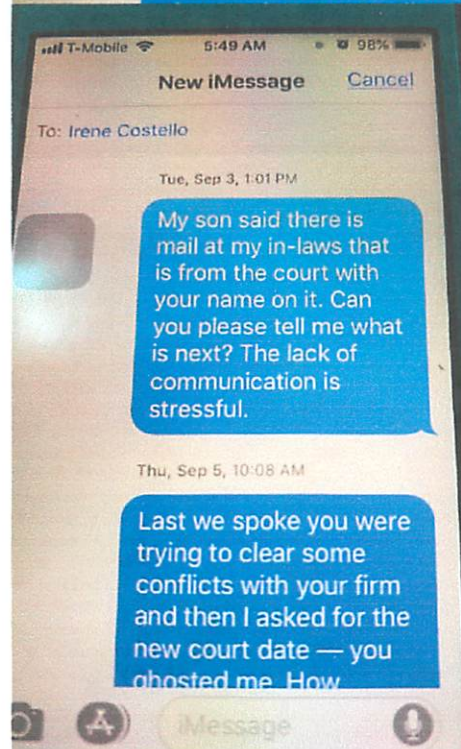 T-Mobile 5:49 AM 98%
New iMessage Cancel
To: Irene Costello
Tue, Sep 3, 1:01 PM
My son said there is
mail at my in-laws that
is from the court with
your name on it. Can
you please tell me what
is next? The lack of
communication is
stressful.
Thu, Sep 5, 10:08 AM
Last we spoke you were
trying to clear some
conflicts with your firm
and then I asked for the
new court date — you
ghosted me. How
iMessage